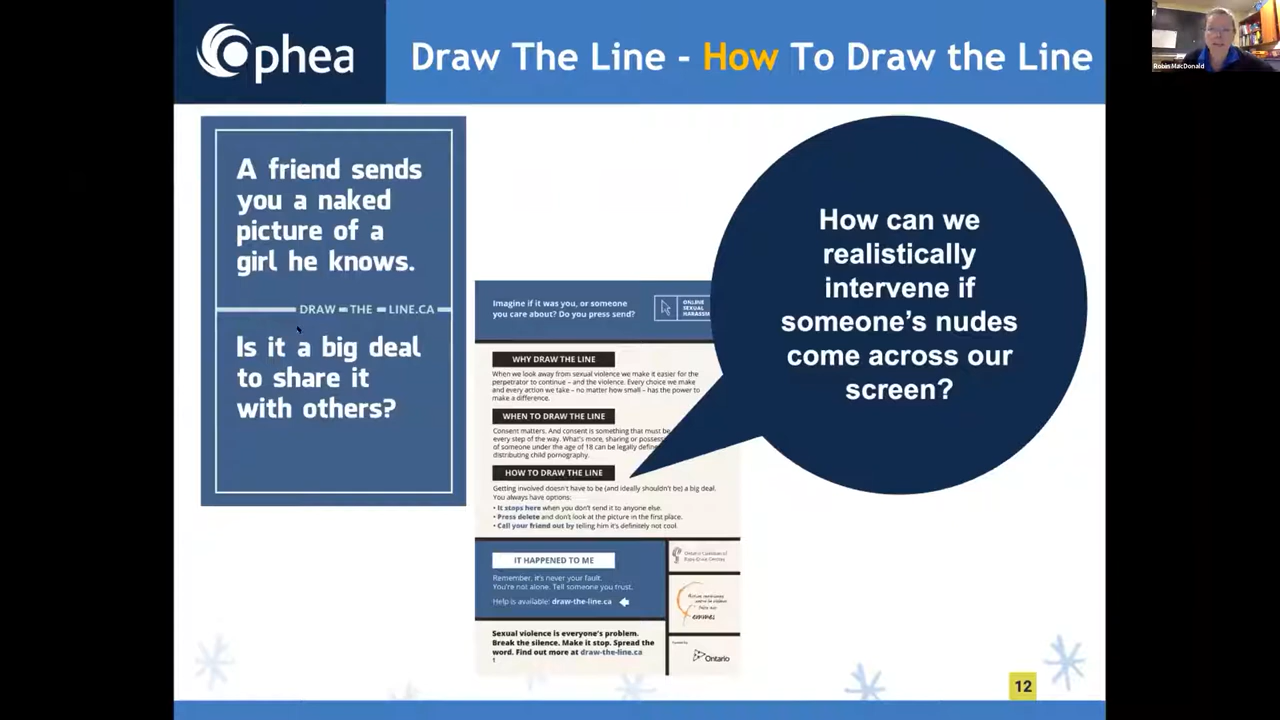 Ophea
Draw The Line - How To Draw the Line
Robin MacDonald
A friend sends
you a naked
picture of a
girl he knows.
DRAW THE LINE.CA
Is it a big deal
to share it
with others?
Imagine if it was you, or someone
you care about? Do you press send?
ONLINE
SEXUAL
WHY DRAW THE LINE
When we look away from sexual violence we make it easier for the
perpetrator to continue – and the violence. Every choice we make
and every action we take – no matter how small – has the power to
make a difference.
WHEN TO DRAW THE LINE
Consent matters. And consent is something that must
every step of the way. What's more, sharing or
of someone under the age of 18 can be legally
distributing child pornography.
HOW TO DRAW THE LINE
Getting involved doesn't have to be (and ideally shouldn't be) a big deal.
You always have options:
• It stops here when you don't send it to anyone else.
• Press delete and don't look at the picture in the first place.
• Call your friend out by telling him it's definitely not cool.
How can we
realistically
intervene if
someone's nudes
come across our
screen?
IT HAPPENED TO ME
Remember, it's never your fault.
You're not alone. Tell someone you trust.
Help is available: draw-the-line.ca
Sexual violence is everyone's problem.
Break the silence. Make it stop. Spread the
word. Find out more at draw-the-line.ca
1
Ontario Coalition of
Rape Crisis Centres
femmes
Ontario
12